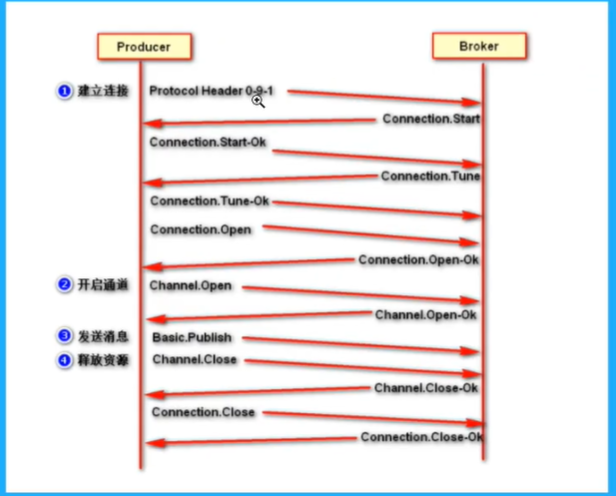 Producer
Broker
1 建立连接 Protocol Header 0-9-1
Connection.Start
Connection.Start-Ok
Connection.Tune
Connection.Tune-Ok
Connection.Open
Connection.Open-Ok
2 开启通道 Channel.Open
Channel.Open-Ok
3 发送消息 Basic.Publish
4 释放资源 Channel.Close
Channel.Close-Ok
Connection.Close
Connection.Close-Ok